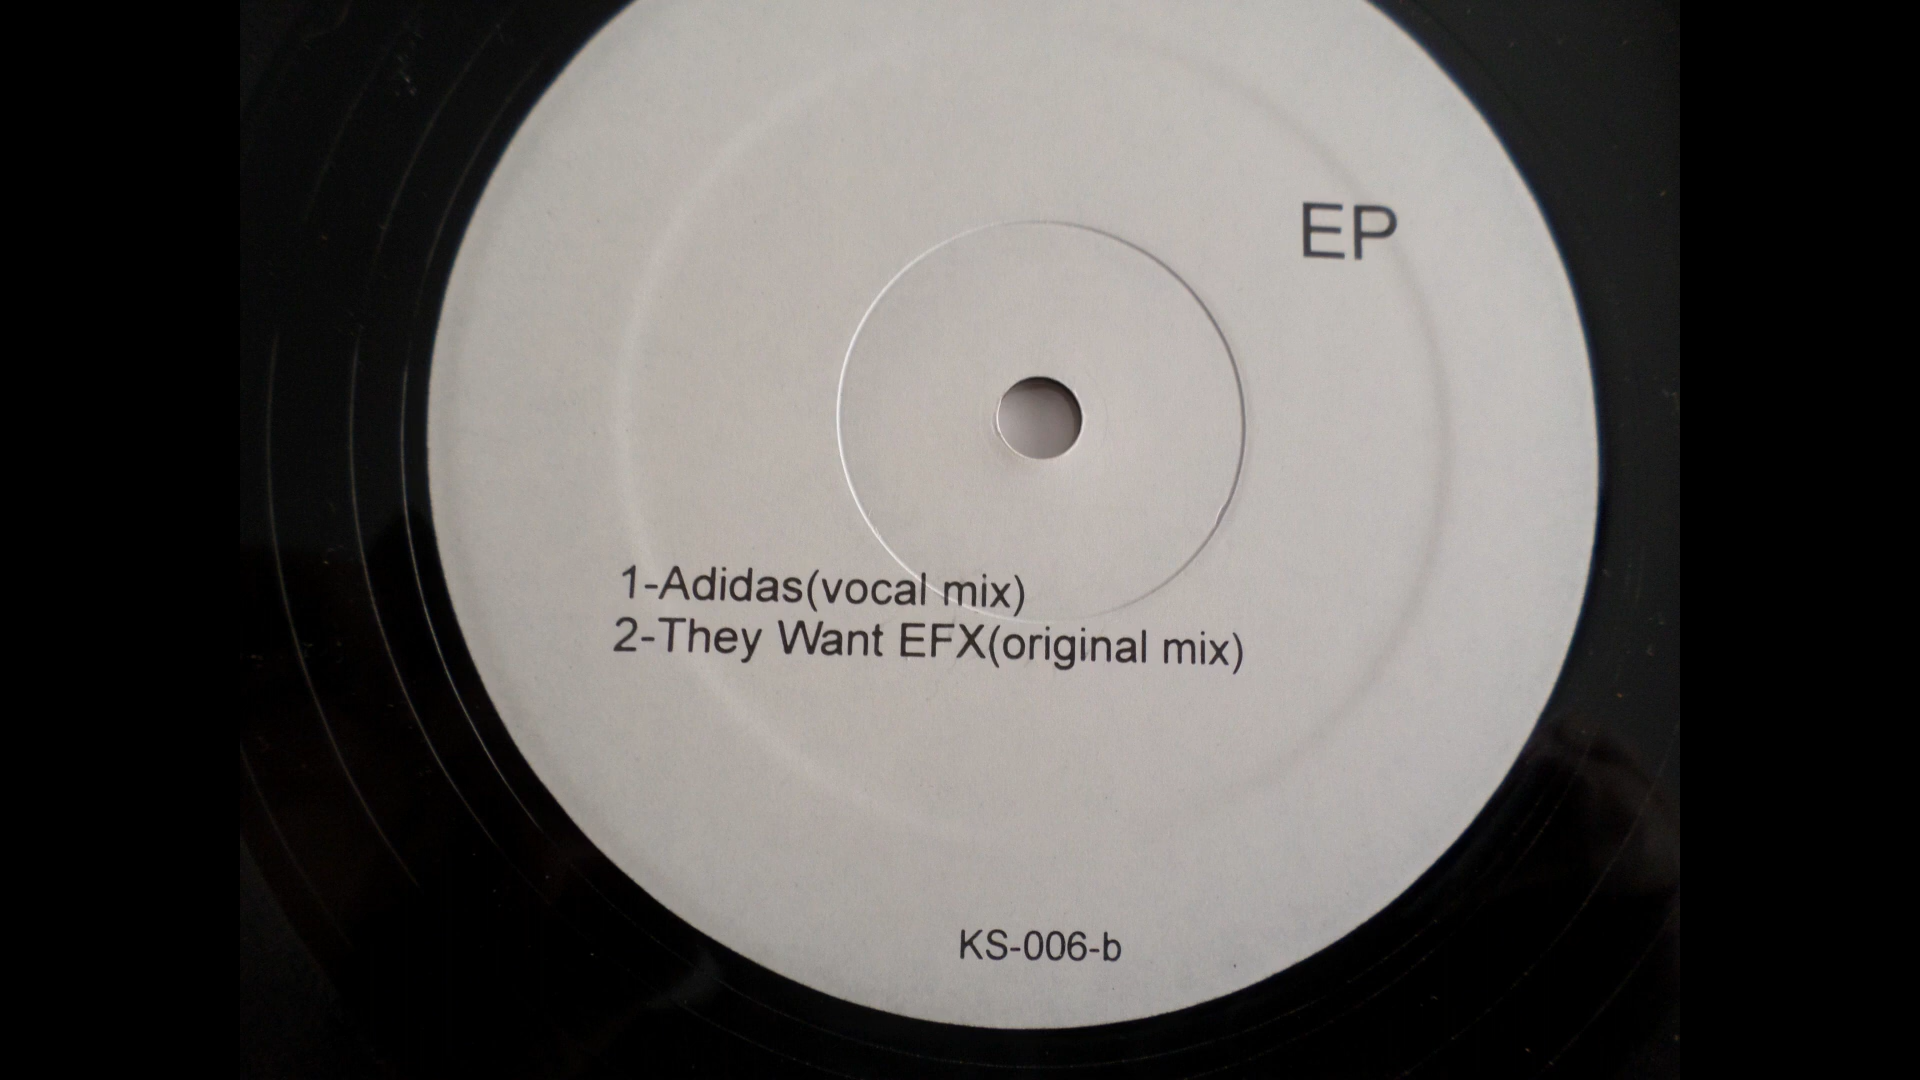 EP
1-Adidas(vocal mix)
2-They Want EFX(original mix)
KS-006-b